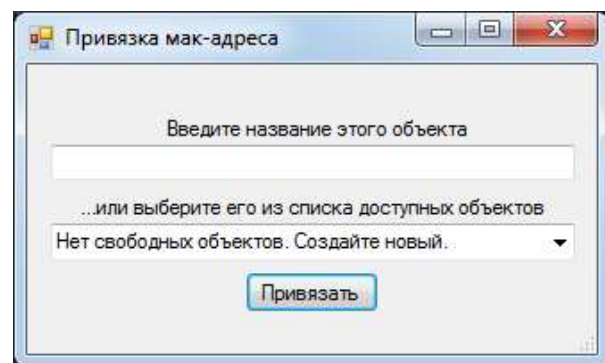 Привязка мак-адреса
Введите название этого объекта
...или выберите его из списка доступных объектов
Нет свободных объектов. Создайте новый.
Привязать